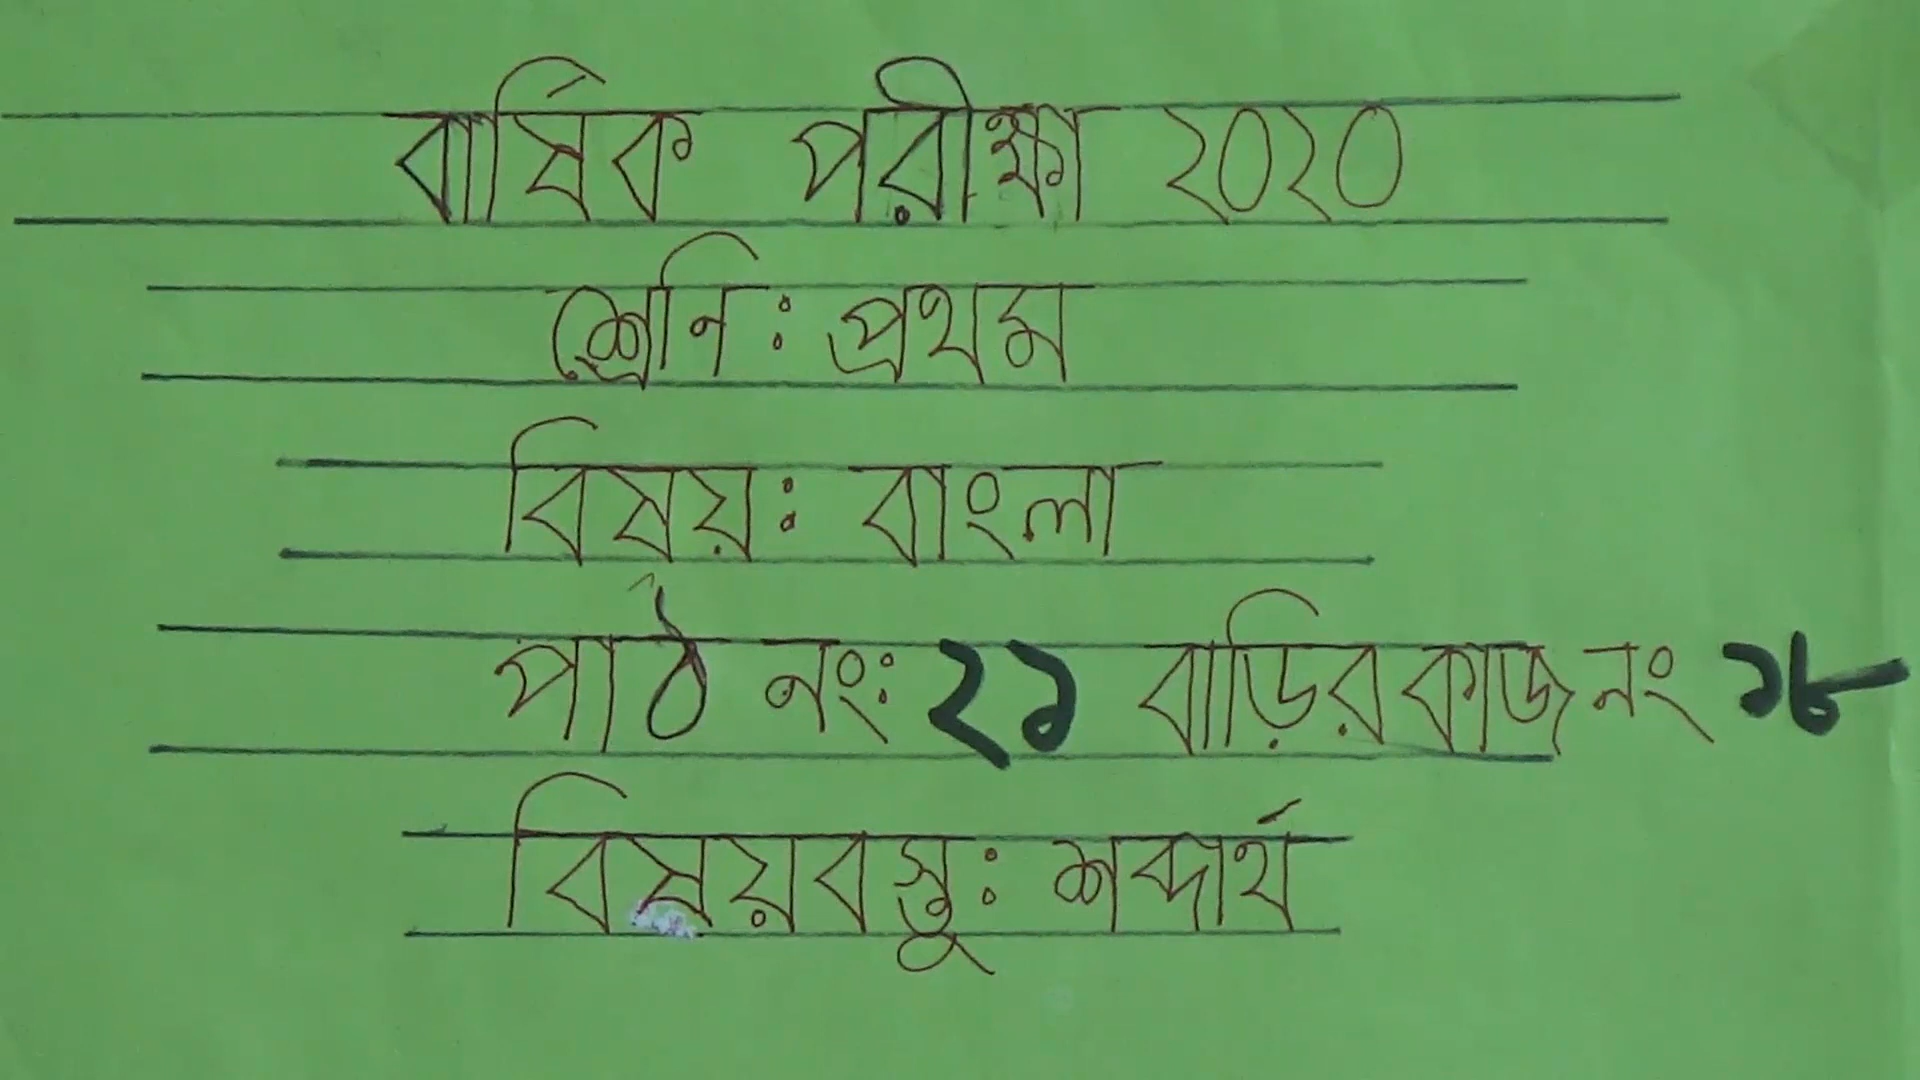 বার্ষিক পরীক্ষা ২০২০
শ্রেণি : প্রথম
বিষয় : বাংলা
পাঠ নং: ২১ বাড়ির কাজ নং ১৮
বিষয়বস্তু : শব্দার্থ